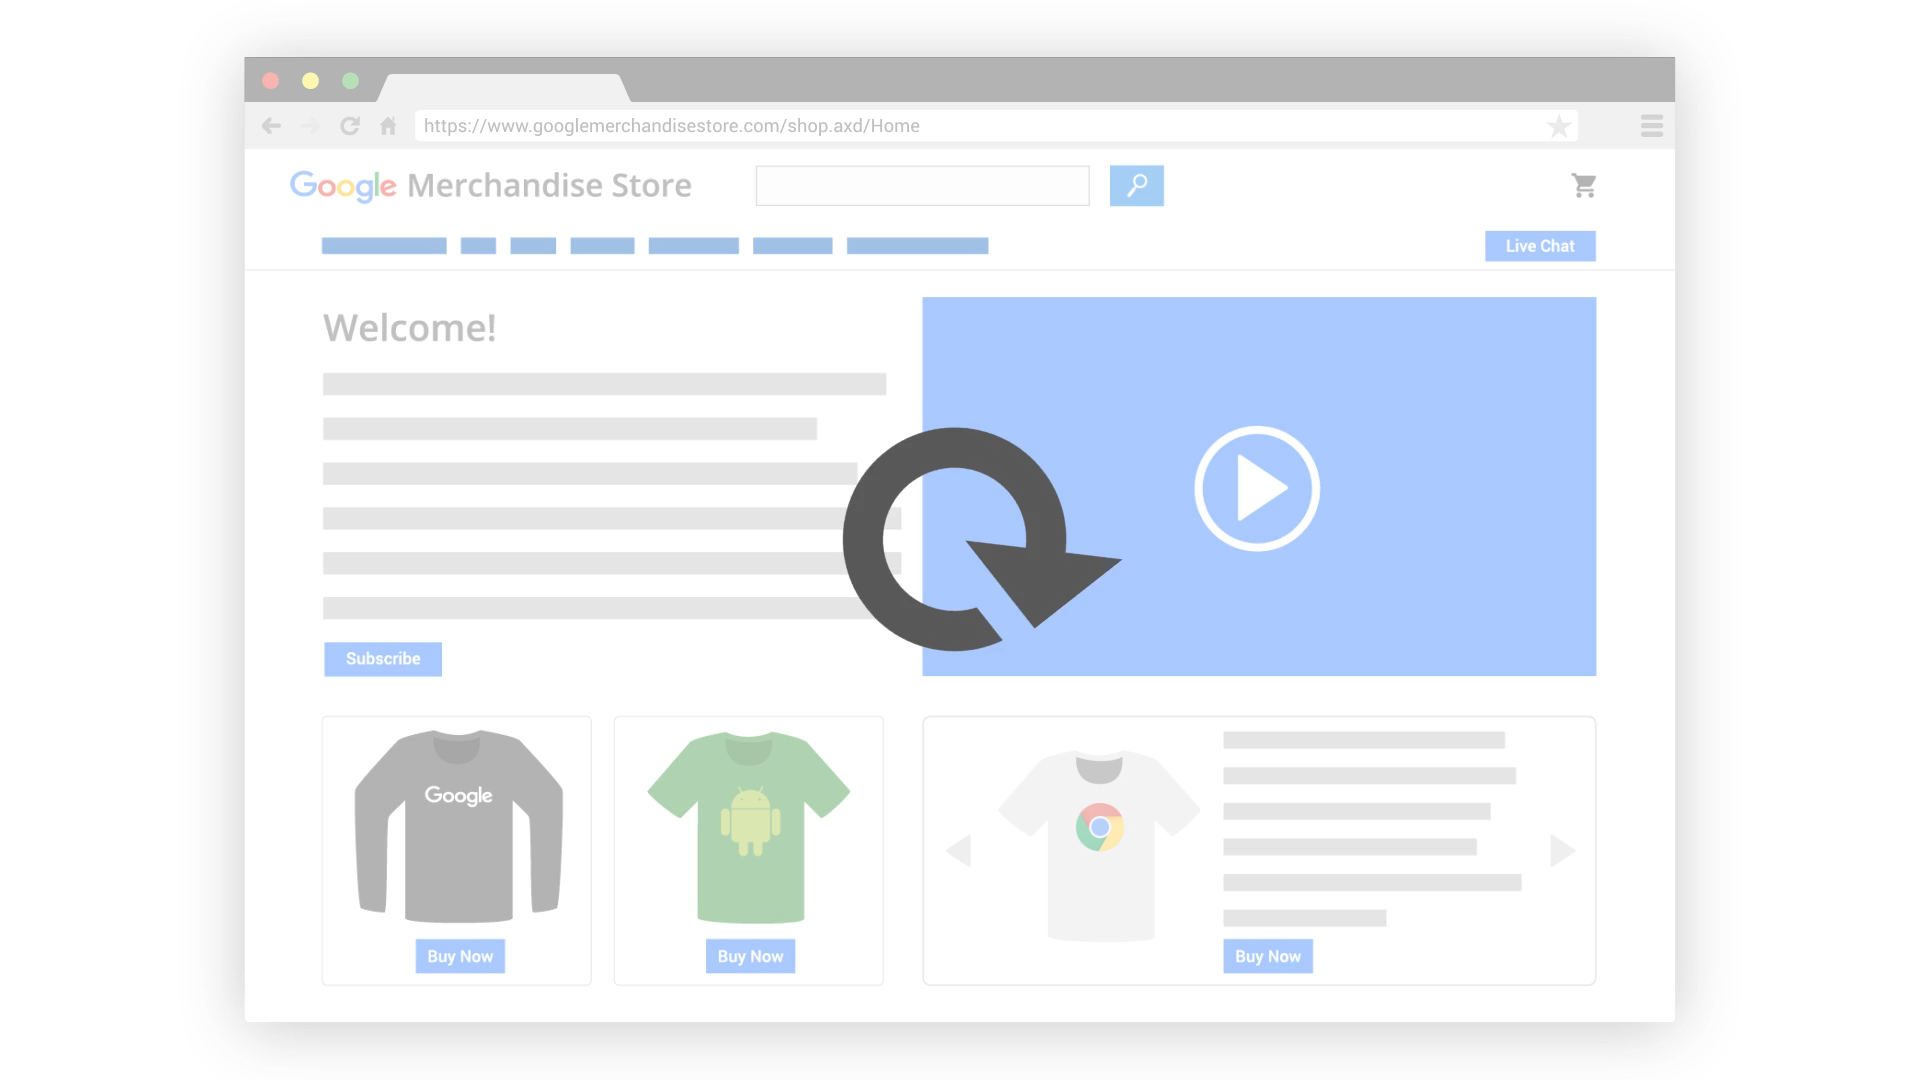 https://www.googlemerchandisestore.com/shop.axd/Home
Google Merchandise Store
Live Chat
Welcome!
Subscribe
Google
Buy Now
Buy Now
Buy Now